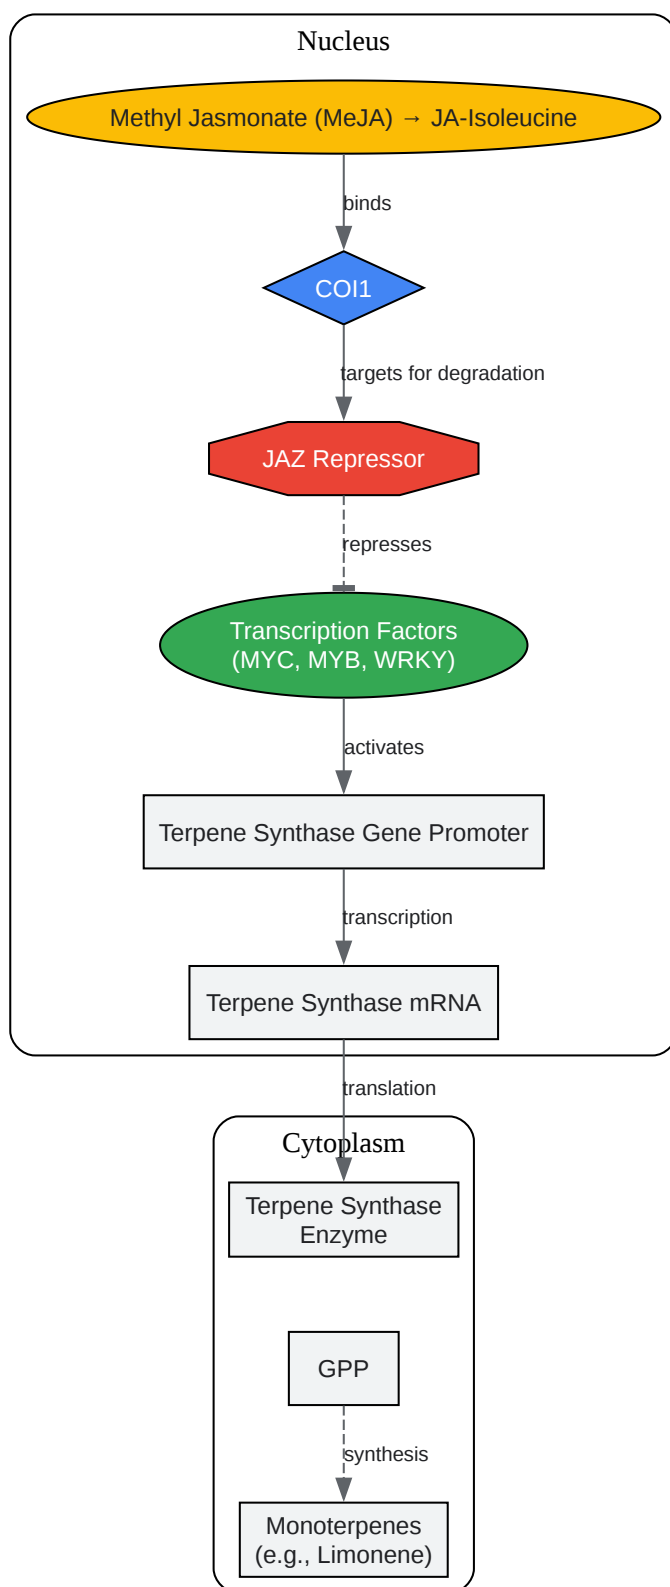 Nucleus
Methyl Jasmonate (MeJA) → JA-Isoleucine
binds
COI1
targets for degradation
JAZ Repressor
represses
Transcription Factors
(MYC, MYB, WRKY)
activates
Terpene Synthase Gene Promoter
transcription
Terpene Synthase mRNA
translation
Cytoplasm
Terpene Synthase
Enzyme
GPP
synthesis
Monoterpenes
(e.g., Limonene)